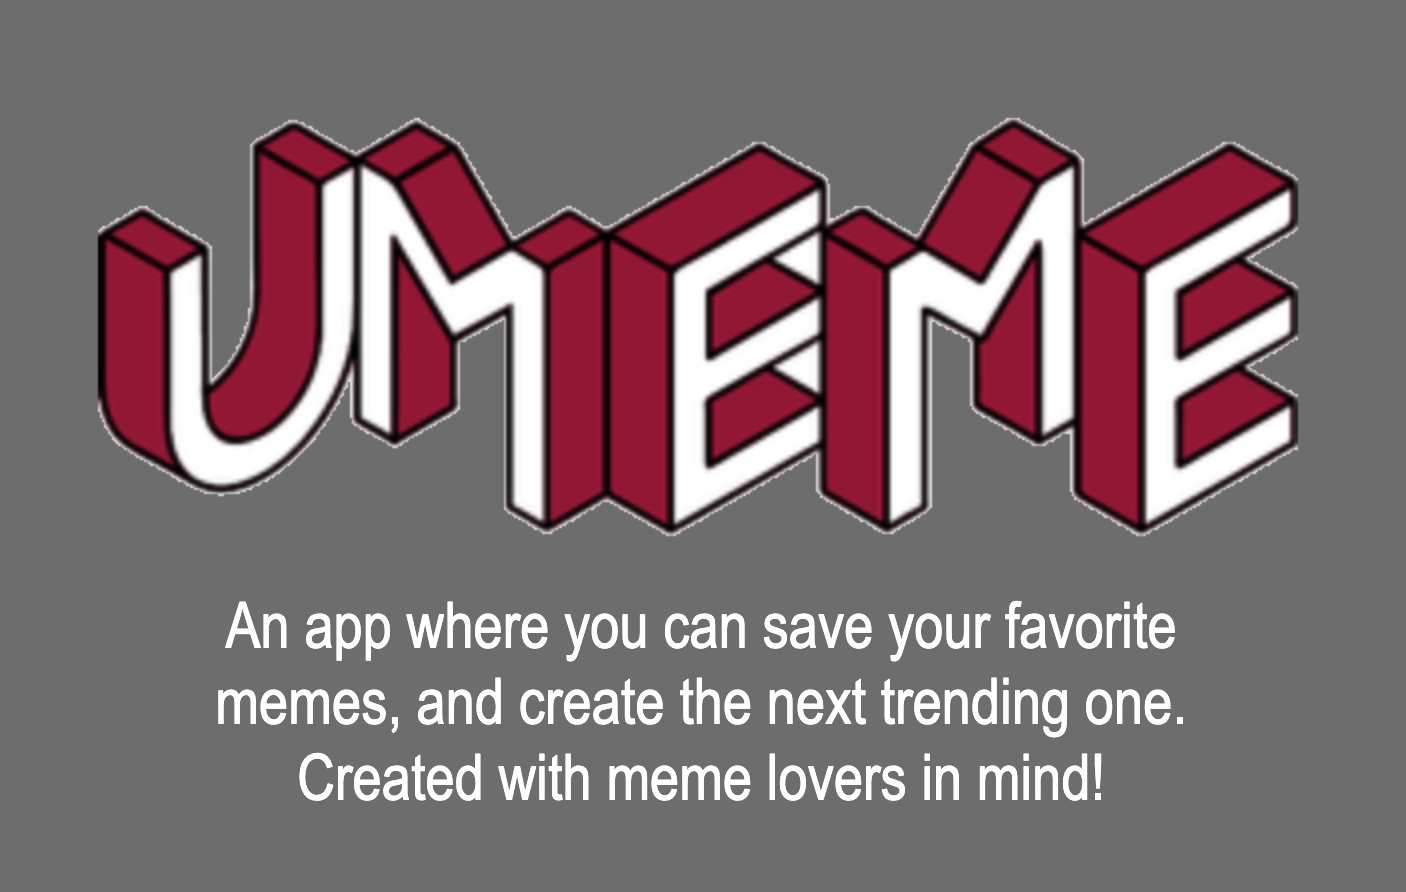 UMEME
An app where you can save your favorite
memes, and create the next trending one.
Created with meme lovers in mind!